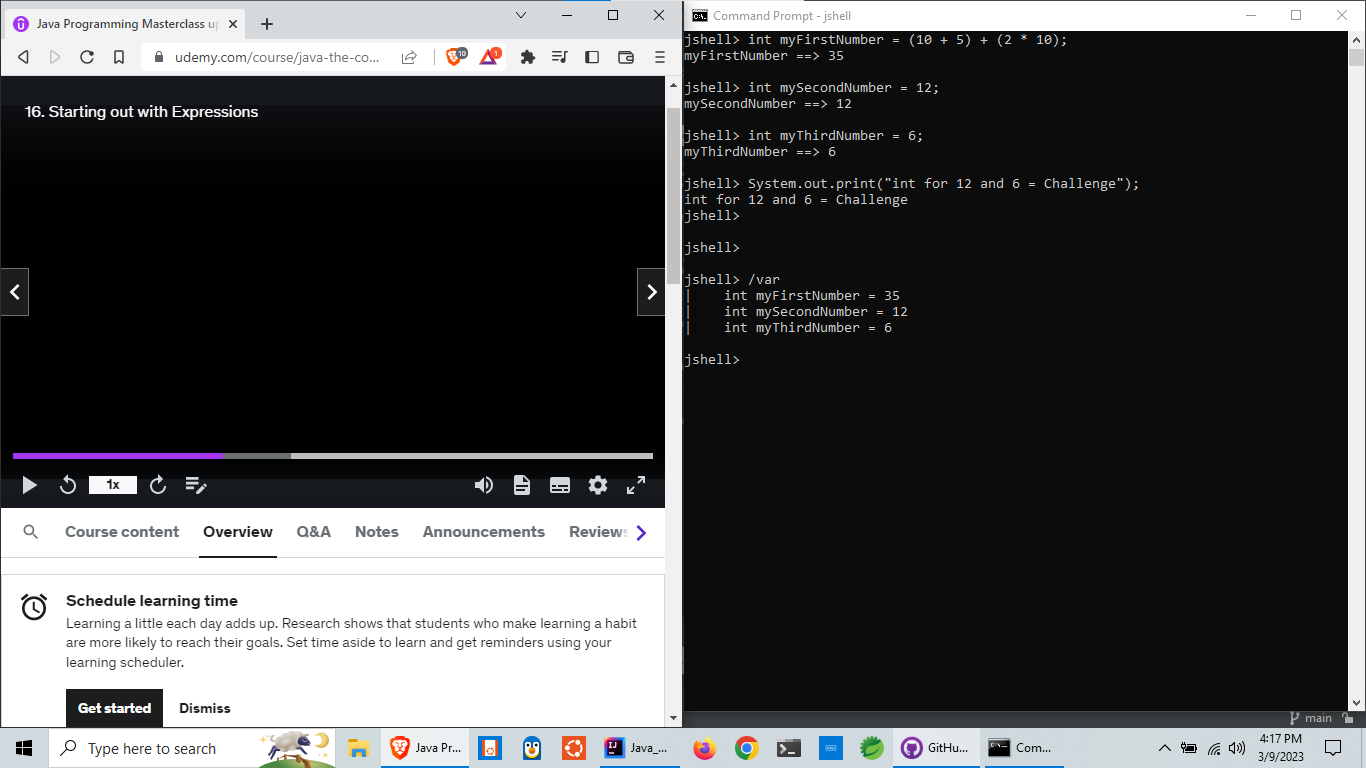 Java Programming Masterclass up
udemy.com/course/java-the-co...
10
1
16. Starting out with Expressions
1x
Course content
Overview
Q&A
Notes
Announcements
Reviews
Schedule learning time
Learning a little each day adds up. Research shows that students who make learning a habit
are more likely to reach their goals. Set time aside to learn and get reminders using your
learning scheduler.
Get started
Dismiss
Command Prompt - jshell
jshell> int myFirstNumber = (10 + 5) + (2 * 10);
myFirstNumber ==> 35
jshell> int mySecondNumber = 12;
mySecondNumber ==> 12
jshell> int myThirdNumber = 6;
myThirdNumber ==> 6
jshell> System.out.print("int for 12 and 6 = Challenge");
int for 12 and 6 = Challenge
jshell>
jshell>
jshell> /var
|    int myFirstNumber = 35
|    int mySecondNumber = 12
|    int myThirdNumber = 6
jshell>
main
Type here to search
Java Pr...
Java_...
GitHu...
Com...
4:17 PM
3/9/2023